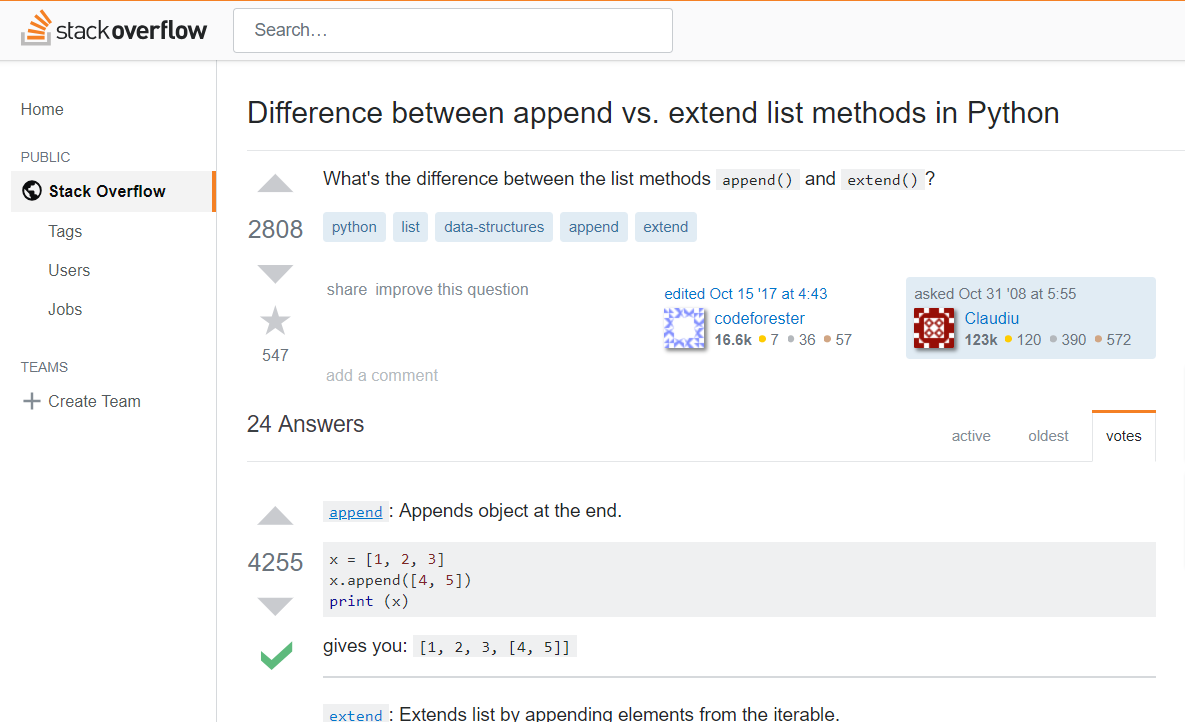 stackoverflow
Search…
Home
PUBLIC
Stack Overflow
Tags
Users
Jobs
TEAMS
Create Team
Difference between append vs. extend list methods in Python
What's the difference between the list methods append() and extend() ?
2808
python list data-structures append extend
share improve this question
547
edited Oct 15 '17 at 4:43
codeforester
16.6k 7 36 57
asked Oct 31 '08 at 5:55
Claudiu
123k 120 390 572
add a comment
24 Answers
active oldest votes
4255
append : Appends object at the end.
x = [1, 2, 3]
x.append([4, 5])
print (x)
gives you: [1, 2, 3, [4, 5]]
extend : Extends list by appending elements from the iterable.